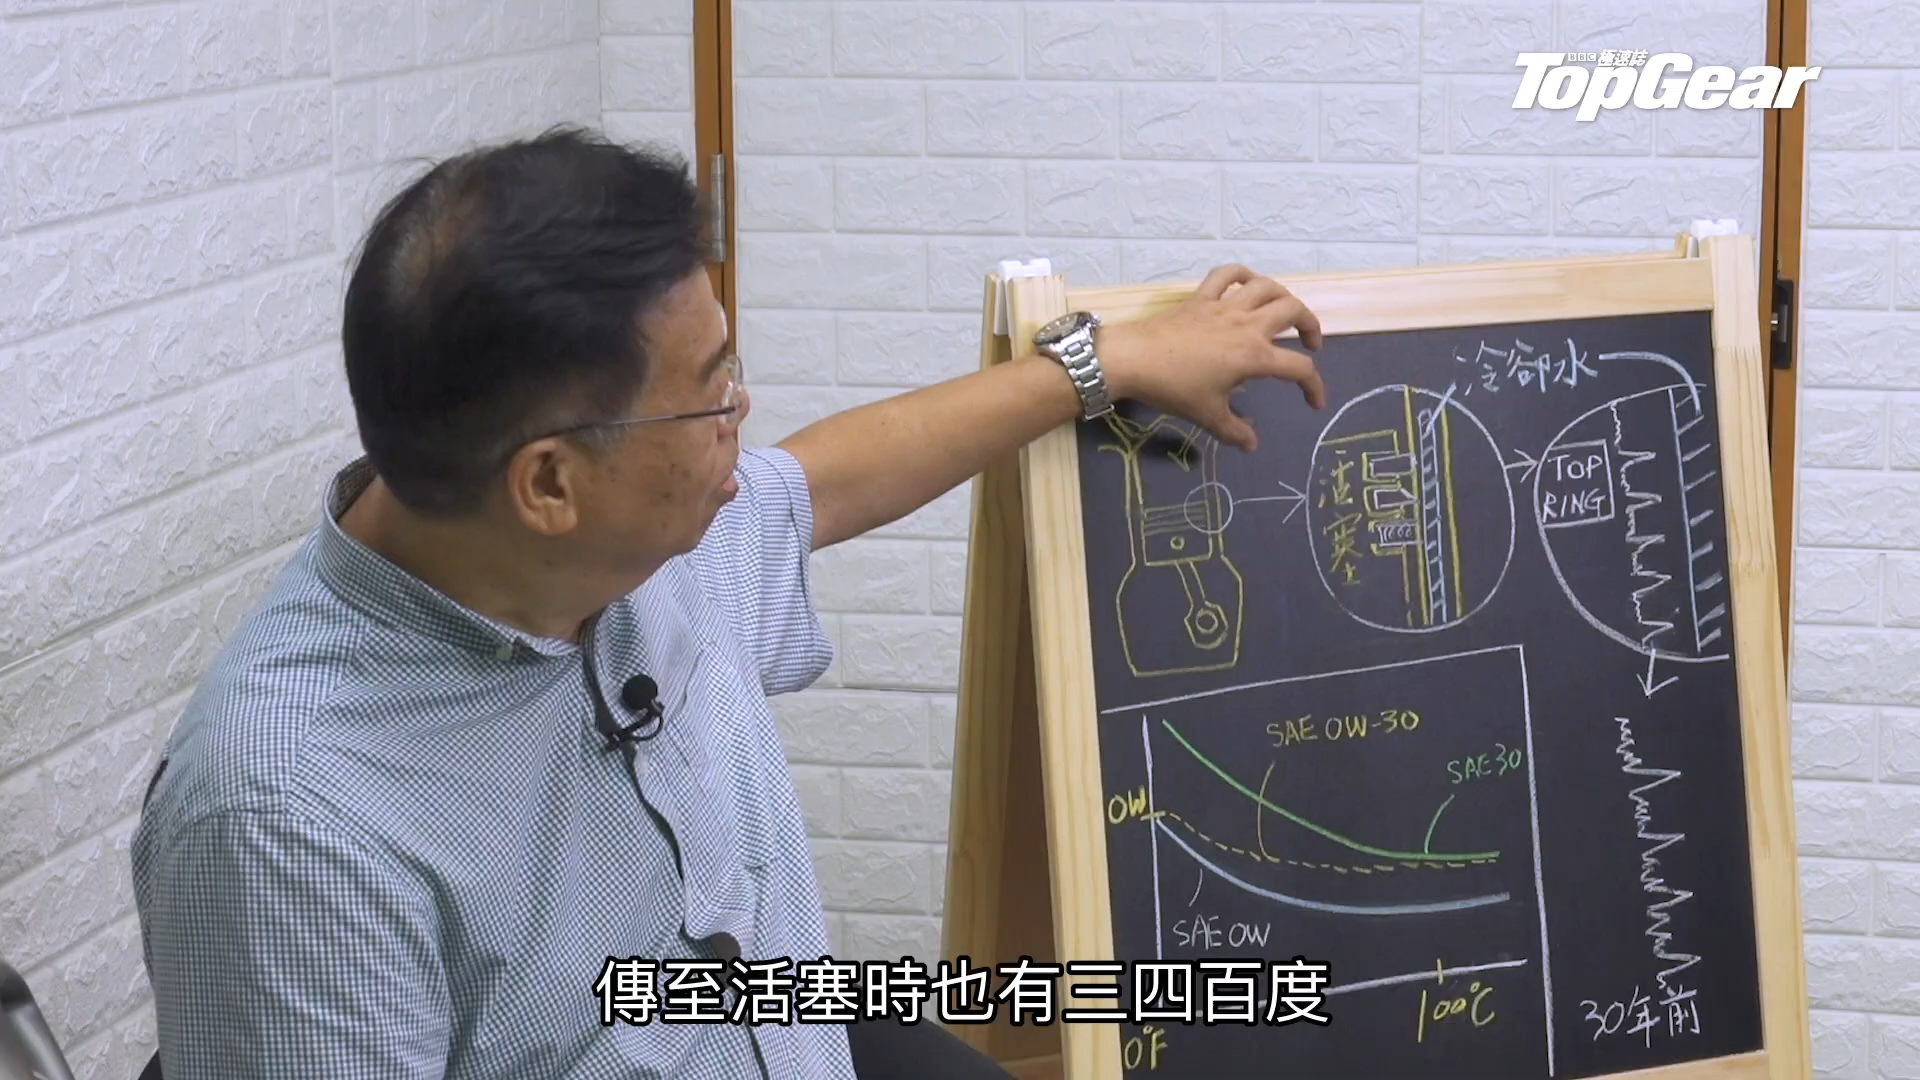 BBC 極速誌
TopGear
冷卻水
活塞
TOP
RING
SAE 0W-30
SAE 30
0W
SAE 0W
100°C
0°F
30年前
傳至活塞時也有三四百度